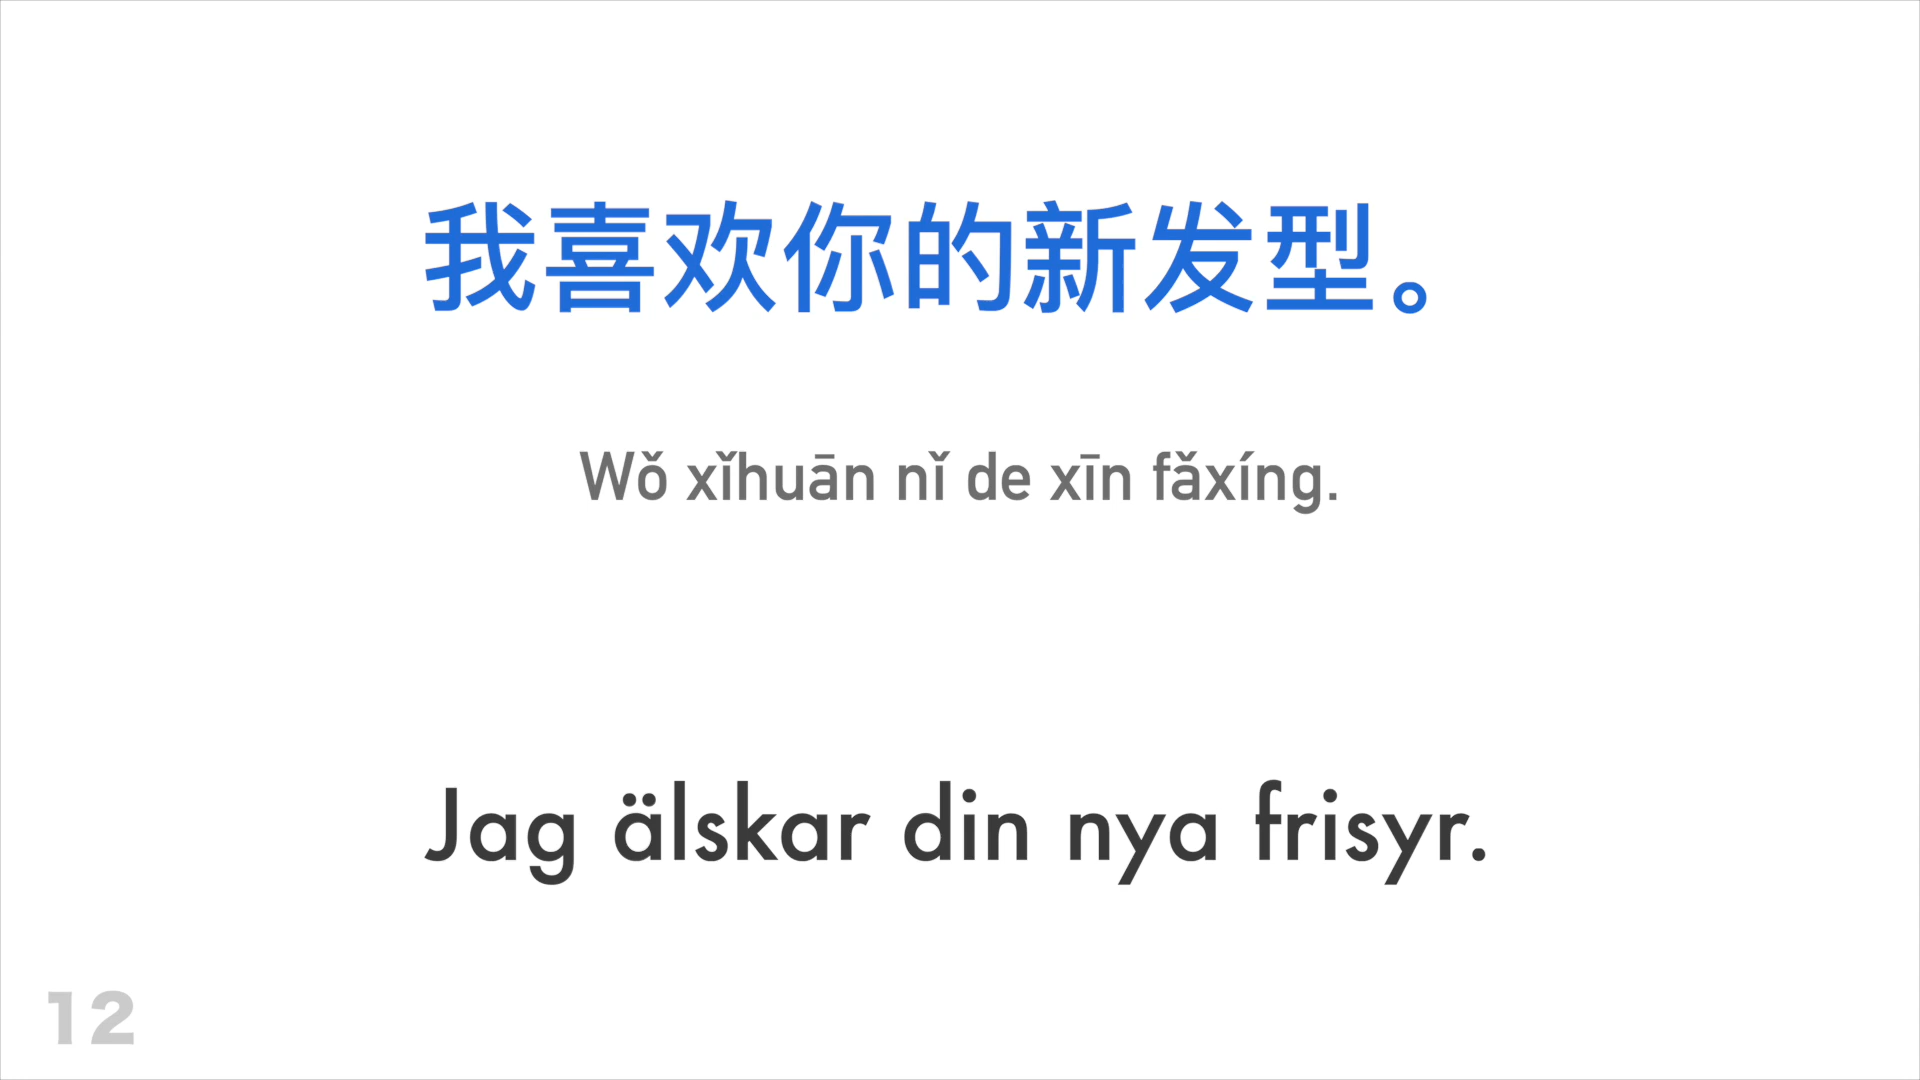 我喜欢你的新发型。
Wǒ xǐhuān nǐ de xīn fǎxíng.
Jag älskar din nya frisyr.
12